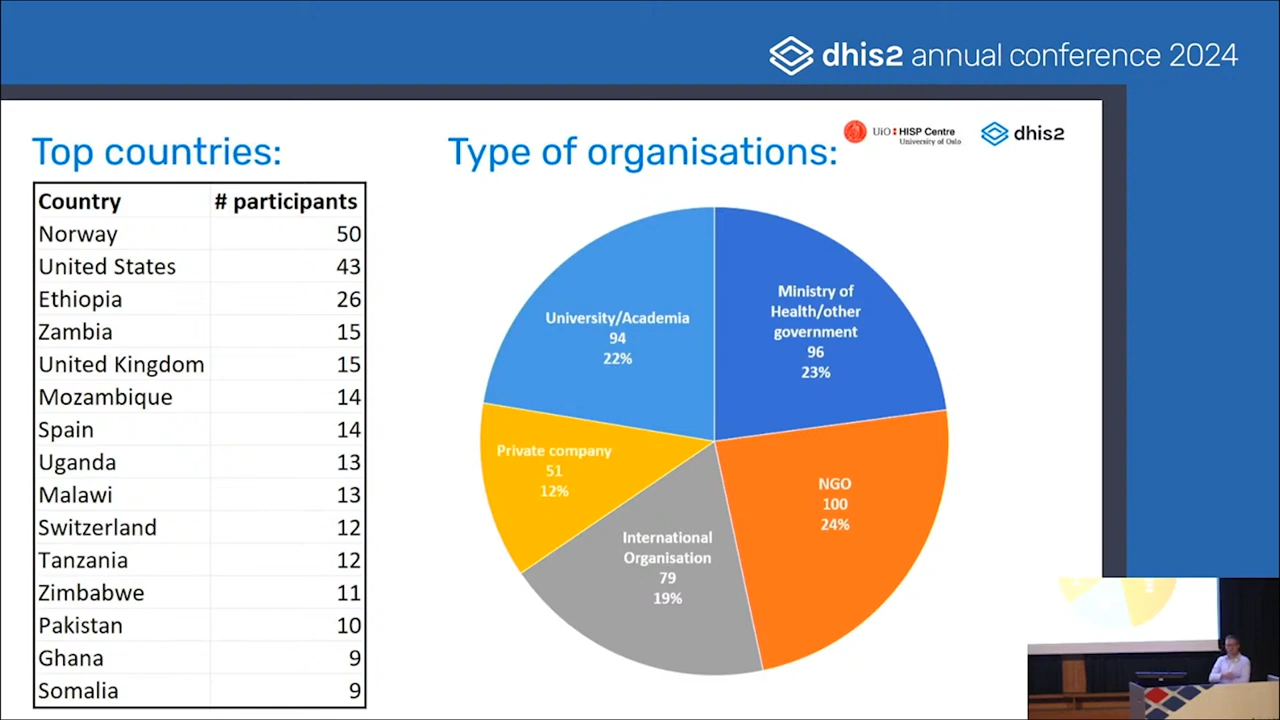 dhis2 annual conference 2024
UiO HISP Centre
University of Oslo
dhis2
Top countries:
Country # participants
Norway 50
United States 43
Ethiopia 26
Zambia 15
United Kingdom 15
Mozambique 14
Spain 14
Uganda 13
Malawi 13
Switzerland 12
Tanzania 12
Zimbabwe 11
Pakistan 10
Ghana 9
Somalia 9
Type of organisations:
Ministry of
Health/other
government
96
23%
NGO
100
24%
International
Organisation
79
19%
Private company
51
12%
University/Academia
94
22%